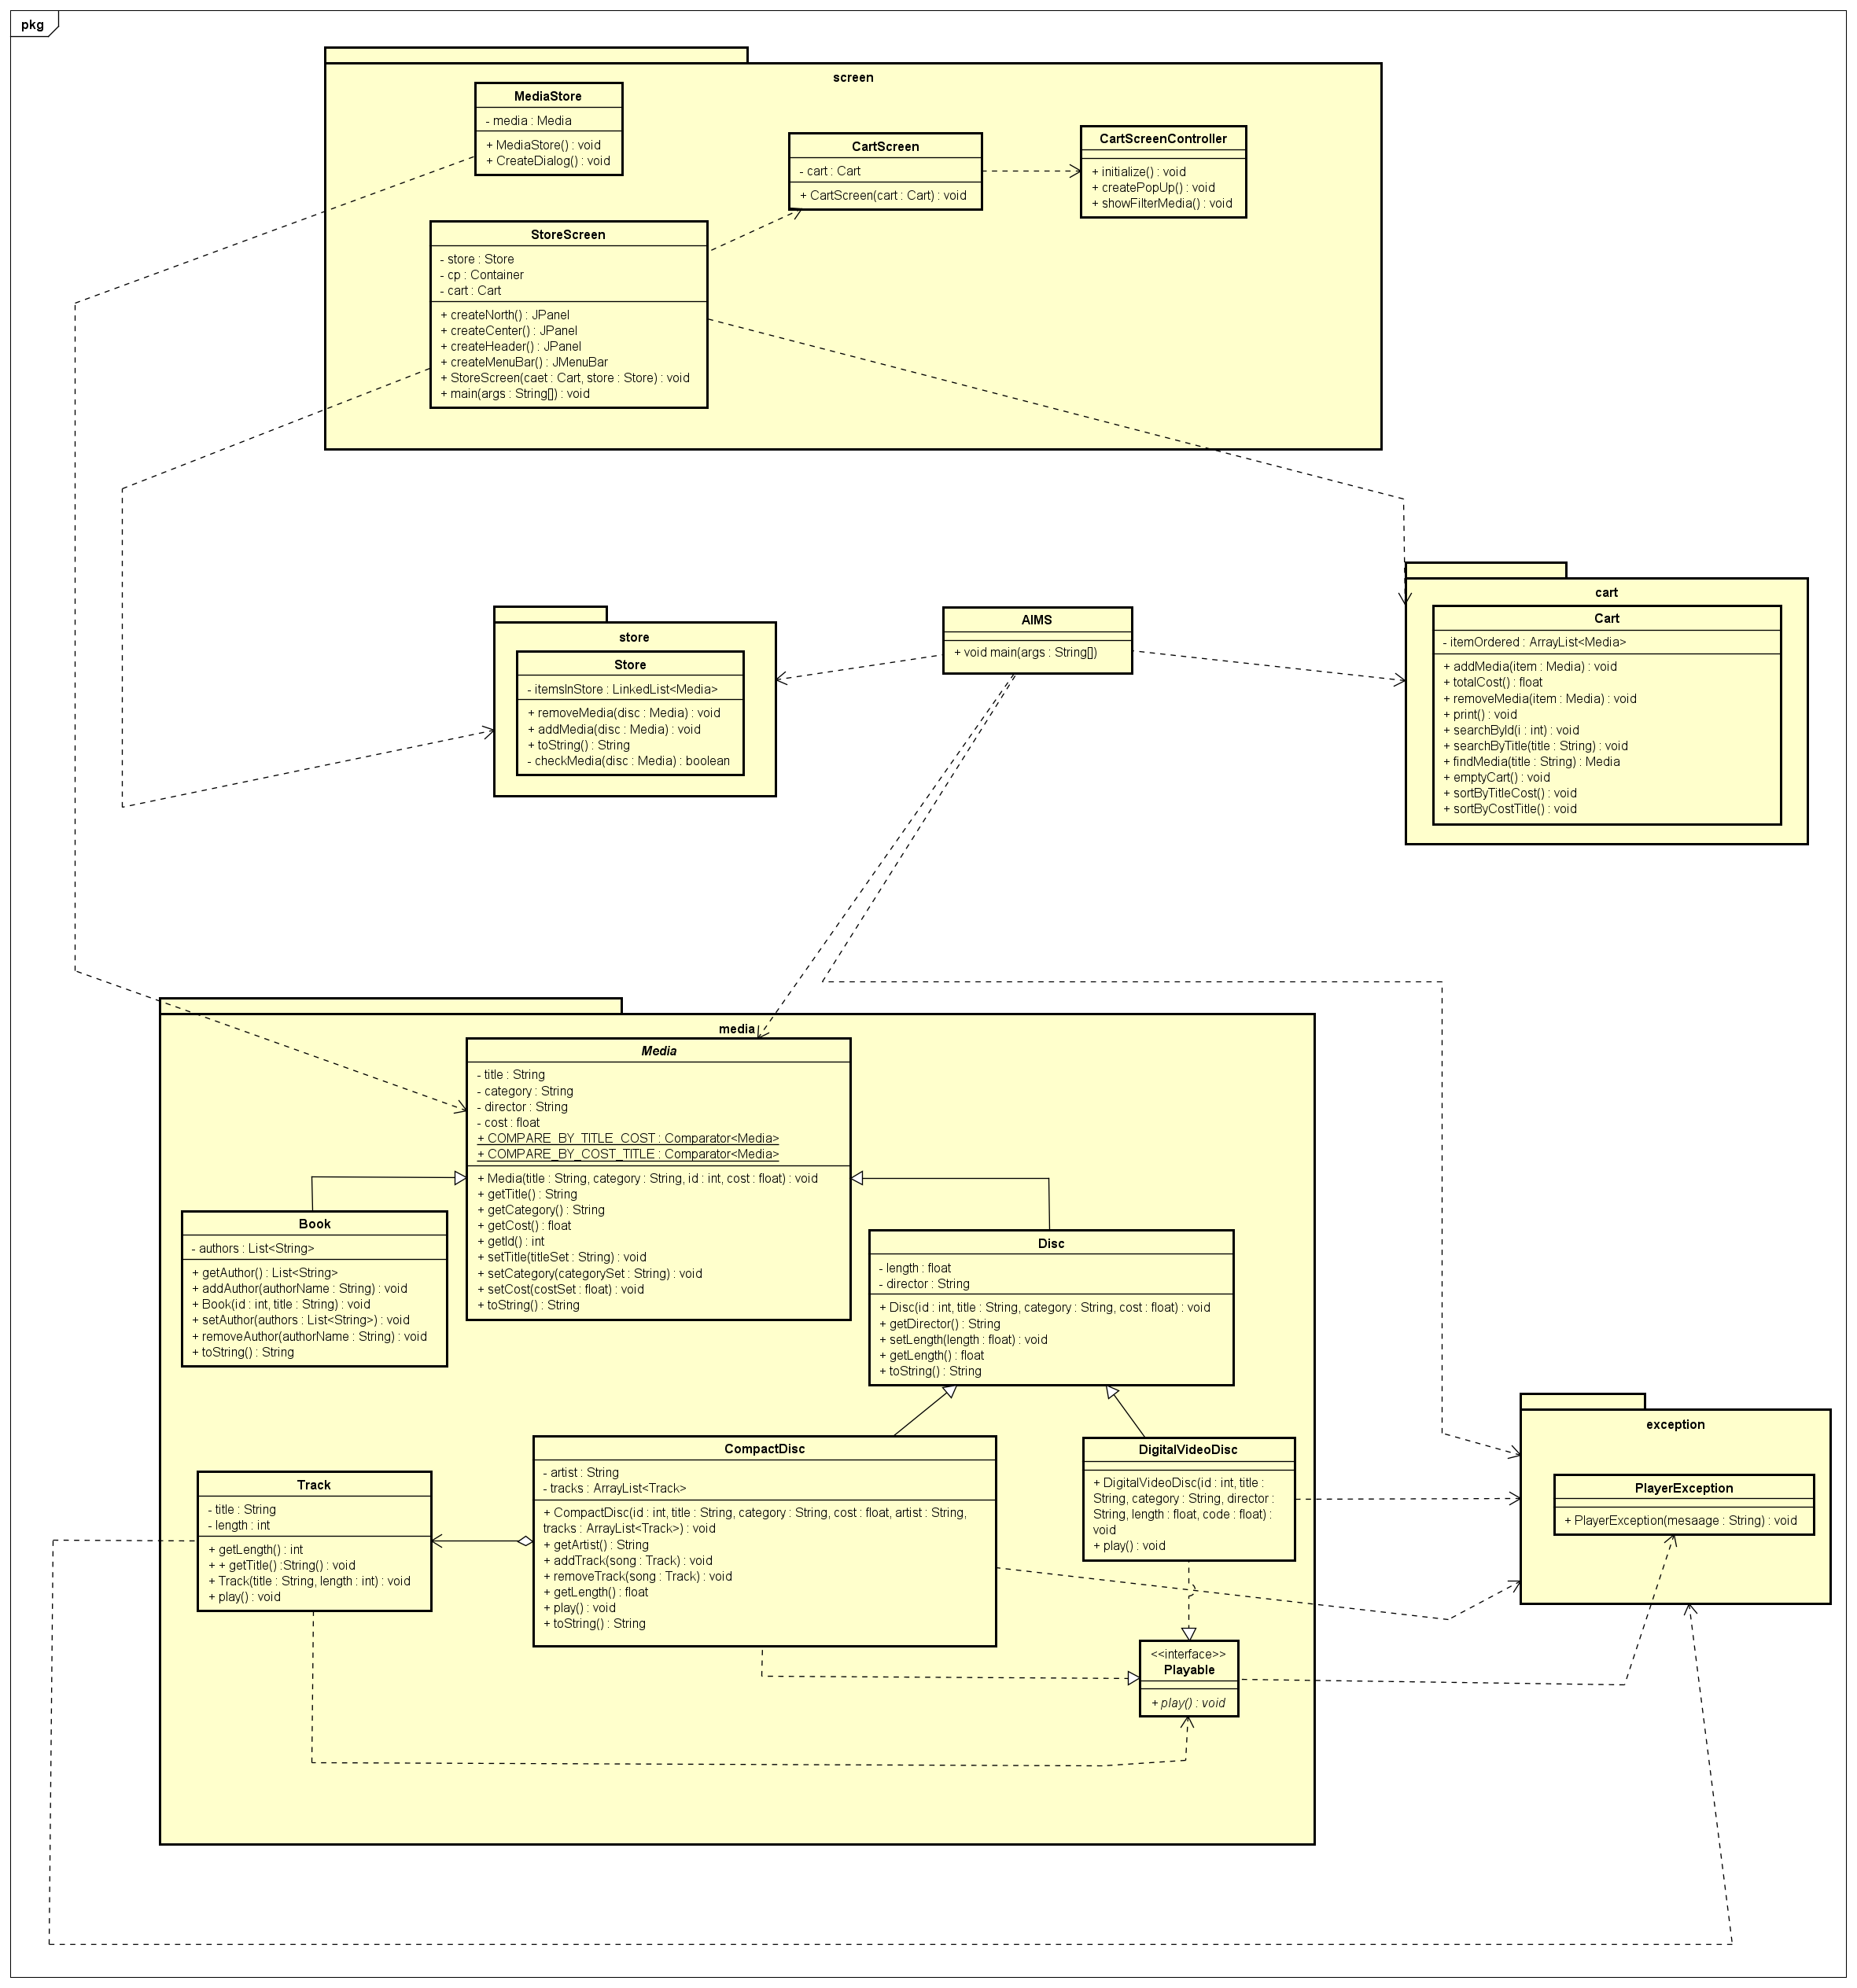 pkg
screen
MediaStore
- media : Media
+ MediaStore() : void
+ CreateDialog() : void
CartScreen
- cart : Cart
+ CartScreen(cart : Cart) : void
CartScreenController
+ initialize() : void
+ createPopUp() : void
+ showFilterMedia() : void
StoreScreen
- store : Store
- cp : Container
- cart : Cart
+ createNorth() : JPanel
+ createCenter() : JPanel
+ createHeader() : JPanel
+ createMenuBar() : JMenuBar
+ StoreScreen(caet : Cart, store : Store) : void
+ main(args : String[]) : void
store
Store
- itemsInStore : LinkedList<Media>
+ removeMedia(disc : Media) : void
+ addMedia(disc : Media) : void
+ toString() : String
- checkMedia(disc : Media) : boolean
AIMS
+ void main(args : String[])
cart
Cart
- itemOrdered : ArrayList<Media>
+ addMedia(item : Media) : void
+ totalCost() : float
+ removeMedia(item : Media) : void
+ print() : void
+ searchById(i : int) : void
+ searchByTitle(title : String) : void
+ findMedia(title : String) : Media
+ emptyCart() : void
+ sortByTitleCost() : void
+ sortByCostTitle() : void
media
Media
- title : String
- category : String
- director : String
- cost : float
+ COMPARE_BY_TITLE_COST : Comparator<Media>
+ COMPARE_BY_COST_TITLE : Comparator<Media>
+ Media(title : String, category : String, id : int, cost : float) : void
+ getTitle() : String
+ getCategory() : String
+ getCost() : float
+ getId() : int
+ setTitle(titleSet : String) : void
+ setCategory(categorySet : String) : void
+ setCost(costSet : float) : void
+ toString() : String
Book
- authors : List<String>
+ getAuthor() : List<String>
+ addAuthor(authorName : String) : void
+ Book(id : int, title : String) : void
+ setAuthor(authors : List<String>) : void
+ removeAuthor(authorName : String) : void
+ toString() : String
Disc
- length : float
- director : String
+ Disc(id : int, title : String, category : String, cost : float) : void
+ getDirector() : String
+ setLength(length : float) : void
+ getLength() : float
+ toString() : String
CompactDisc
- artist : String
- tracks : ArrayList<Track>
+ CompactDisc(id : int, title : String, category : String, cost : float, artist : String,
tracks : ArrayList<Track>) : void
+ getArtist() : String
+ addTrack(song : Track) : void
+ removeTrack(song : Track) : void
+ getLength() : float
+ play() : void
+ toString() : String
DigitalVideoDisc
+ DigitalVideoDisc(id : int, title :
String, category : String, director :
String, length : float, code : float) :
void
+ play() : void
Track
- title : String
- length : int
+ getLength() : int
+ + getTitle() :String() : void
+ Track(title : String, length : int) : void
+ play() : void
<<interface>>
Playable
+ play() : void
exception
PlayerException
+ PlayerException(mesaage : String) : void